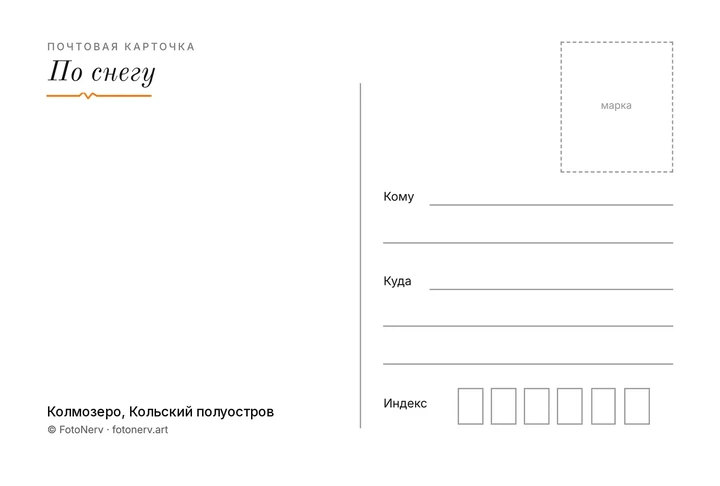 ПОЧТОВАЯ КАРТОЧКА
По снегу
марка
Кому
Куда
Индекс
Колмозеро, Кольский полуостров
© FotoNerv · fotonerv.art